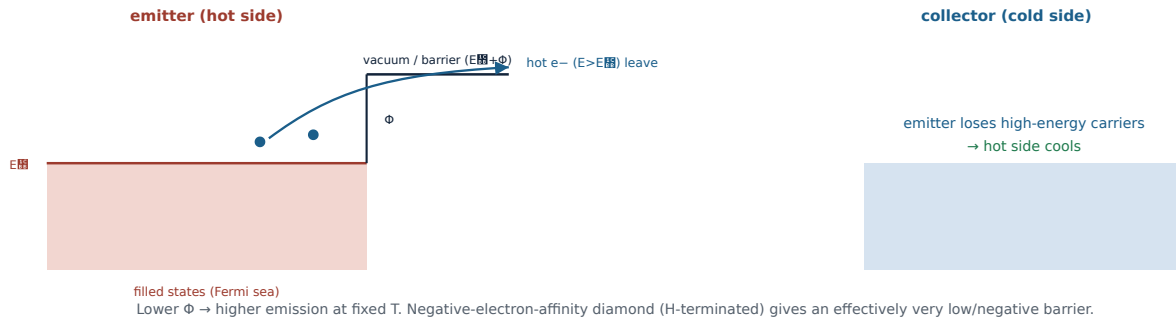 emitter (hot side)
collector (cold side)
vacuum / barrier (E+Φ)
hot e− (E>E) leave
Φ
emitter loses high-energy carriers
→ hot side cools
E
filled states (Fermi sea)
Lower Φ → higher emission at fixed T. Negative-electron-affinity diamond (H-terminated) gives an effectively very low/negative barrier.